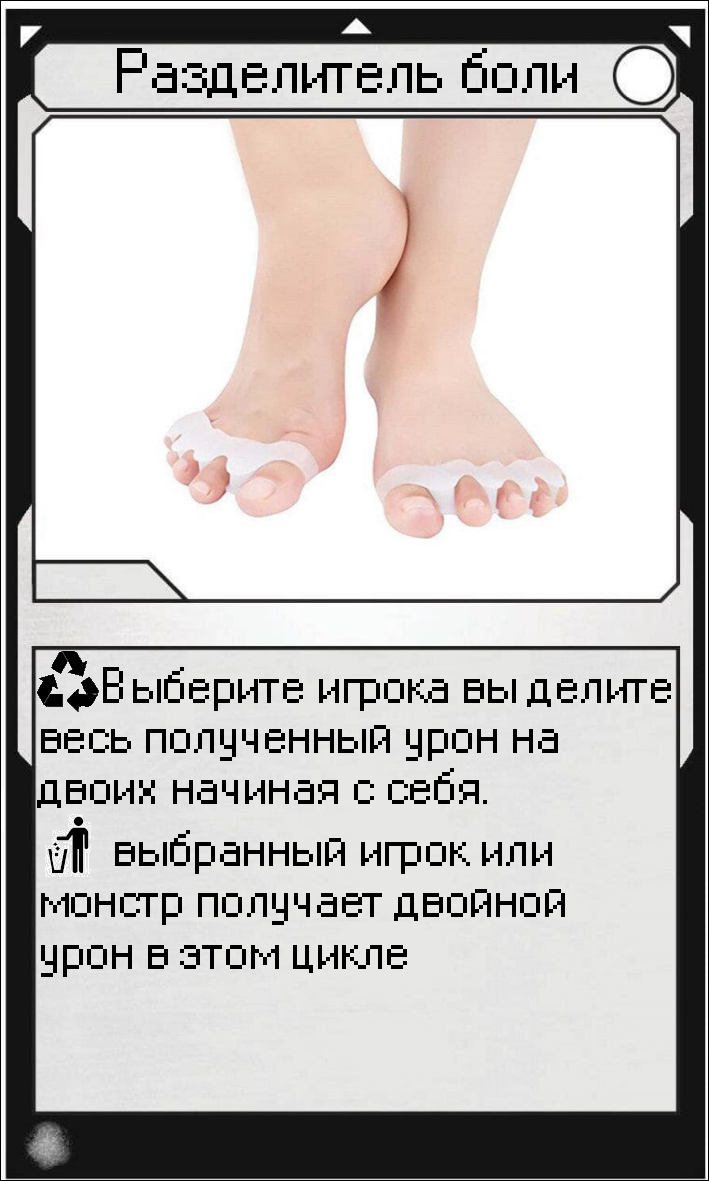 Разделитель боли
Выберите игрока вы делите
весь полученный урон на
двоих начиная с себя.
выбранный игрок или
монстр получает двойной
урон в этом цикле